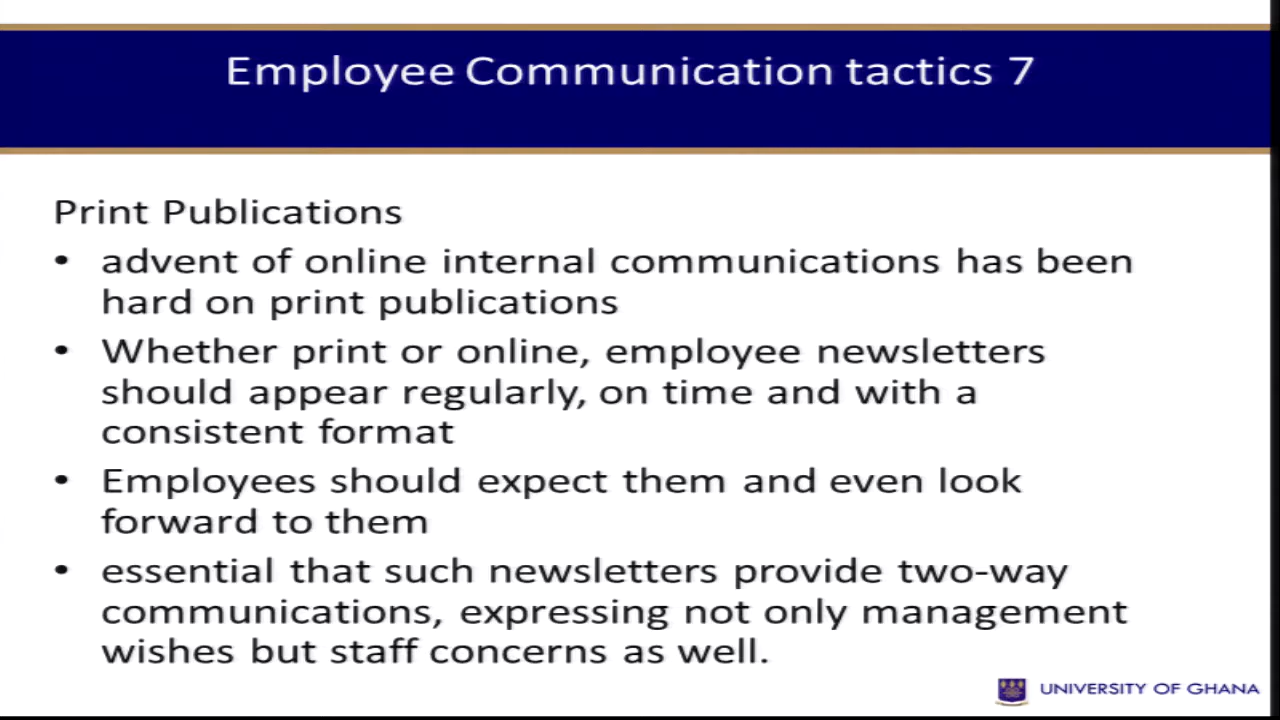 Employee Communication tactics 7
Print Publications
• advent of online internal communications has been
hard on print publications
• Whether print or online, employee newsletters
should appear regularly, on time and with a
consistent format
• Employees should expect them and even look
forward to them
• essential that such newsletters provide two-way
communications, expressing not only management
wishes but staff concerns as well.
UNIVERSITY OF GHANA